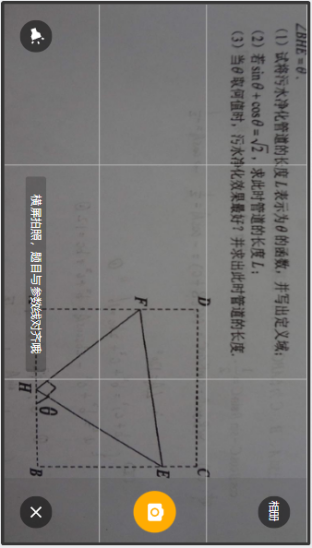 ∠BHE=θ.
(1) 试将污水净化管道的长度L表示为θ的函数，并写出定义域；
(2) 若sinθ+cosθ=√2，求此时管道的长度L；
(3) 当θ取何值时，污水净化效果最好？并求出此时管道的长度.
D
C
F
E
H
θ
B
横屏拍照，题目与参数线对齐哦
相册